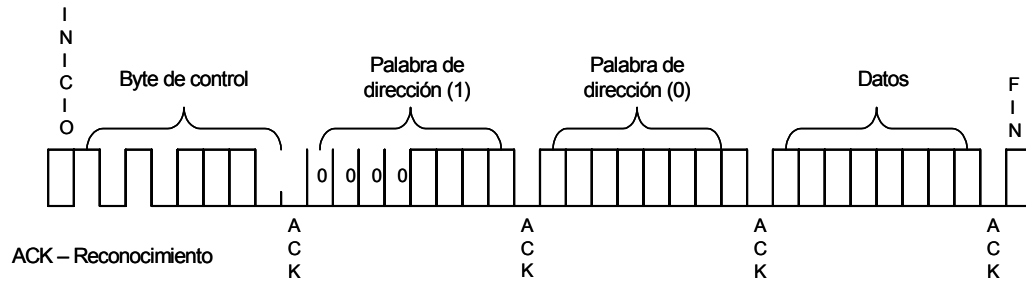 INICIO
Byte de control
Palabra de
dirección (1)
Palabra de
dirección (0)
Datos
FIN
0 0 0 0
ACK
ACK
ACK
ACK
ACK – Reconocimiento